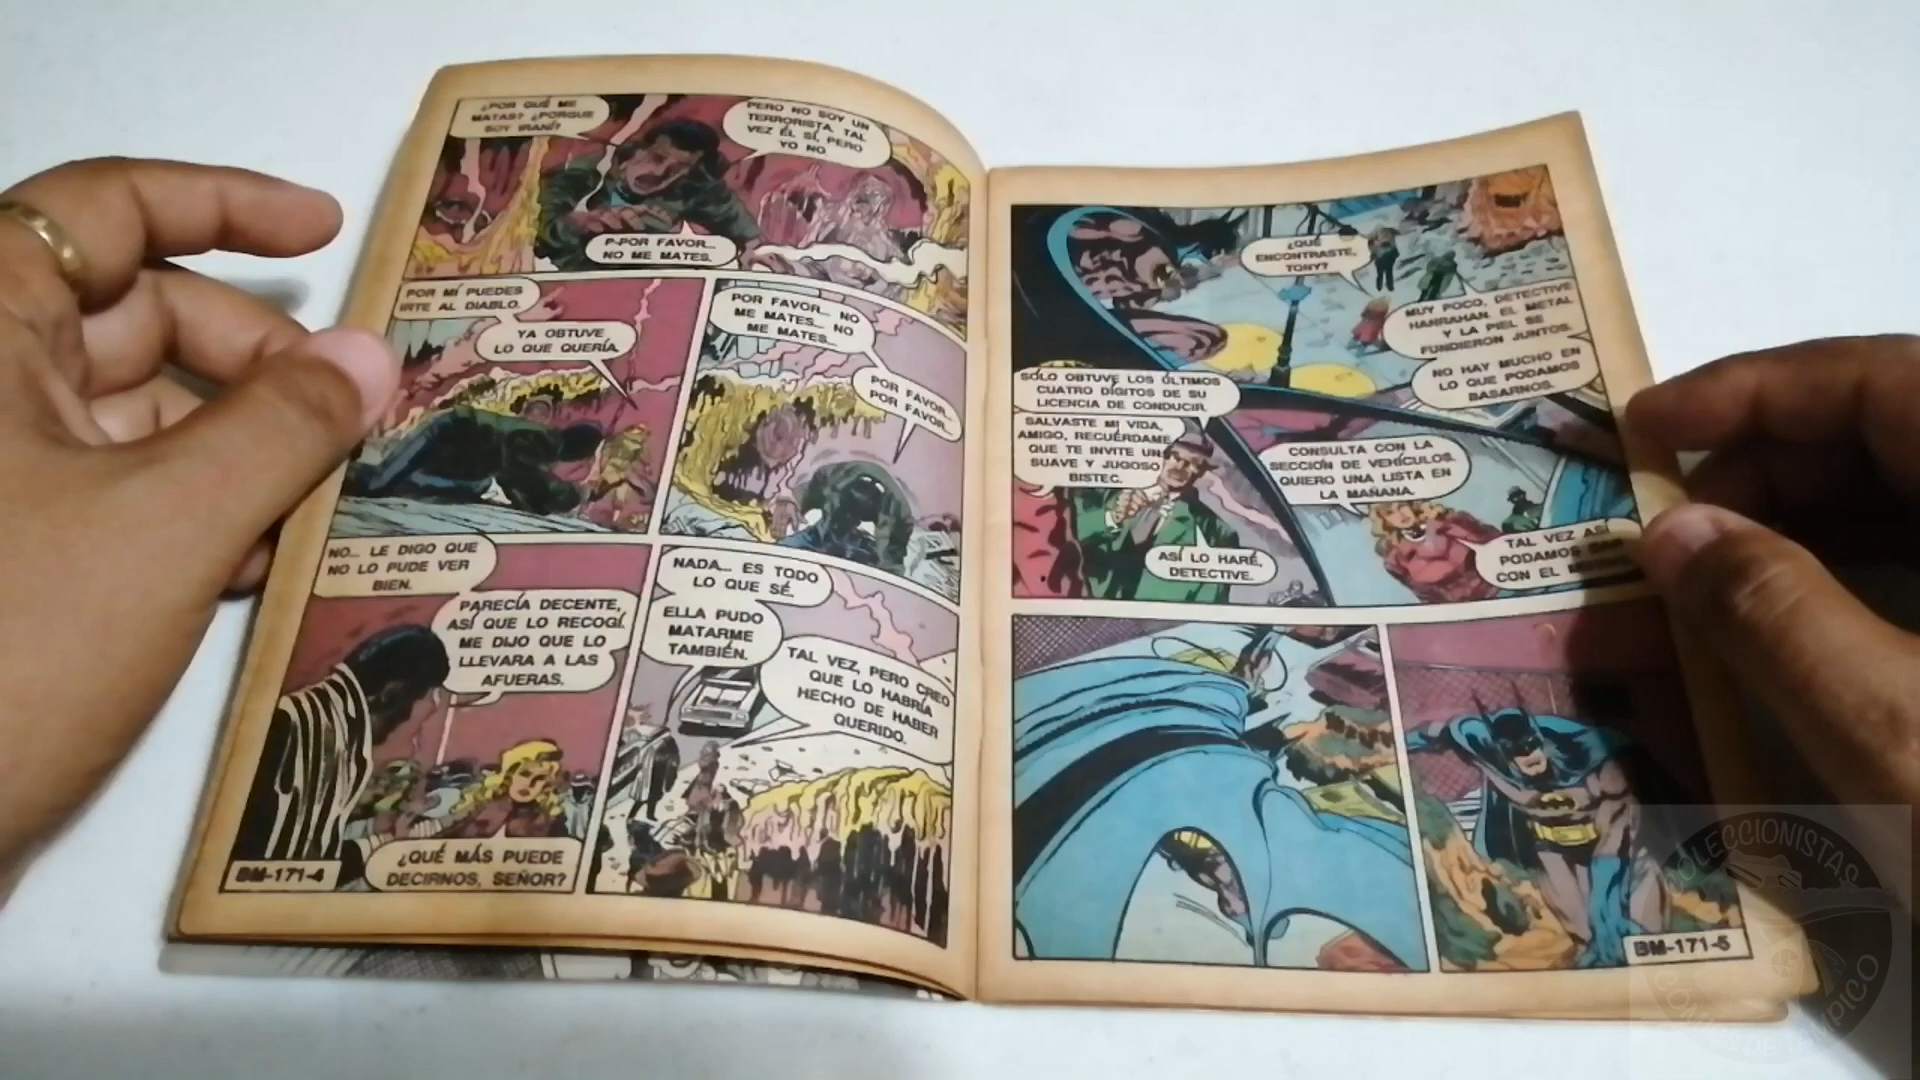 ¿POR QUÉ ME
MATAS? ¿PORQUE
SOY IRANÍ?
PERO NO SOY UN
TERRORISTA. TAL
VEZ ÉL SÍ, PERO
YO NO.
P-POR FAVOR...
NO ME MATES.
POR MÍ PUEDES
IRTE AL DIABLO.
YA OBTUVE
LO QUE QUERÍA.
POR FAVOR... NO
ME MATES... NO
ME MATES...
POR FAVOR...
POR FAVOR...
NO... LE DIGO QUE
NO LO PUDE VER
BIEN.
PARECÍA DECENTE,
ASÍ QUE LO RECOGÍ.
ME DIJO QUE LO
LLEVARA A LAS
AFUERAS.
¿QUÉ MÁS PUEDE
DECIRNOS, SEÑOR?
BM-171-4
NADA... ES TODO
LO QUE SÉ.
ELLA PUDO
MATARME
TAMBIÉN.
TAL VEZ, PERO CREO
QUE LO HABRÍA
HECHO DE HABER
QUERIDO.
¿QUÉ
ENCONTRASTE,
TONY?
MUY POCO, DETECTIVE
HANRAHAN. EL METAL
Y LA PIEL SE
FUNDIERON JUNTOS.
NO HAY MUCHO EN
LO QUE PODAMOS
BASARNOS.
SÓLO OBTUVE LOS ÚLTIMOS
CUATRO DÍGITOS DE SU
LICENCIA DE CONDUCIR.
SALVASTE MI VIDA,
AMIGO, RECUÉRDAME
QUE TE INVITE UN
SUAVE Y JUGOSO
BISTEC.
ASÍ LO HARÉ,
DETECTIVE.
CONSULTA CON LA
SECCIÓN DE VEHÍCULOS.
QUIERO UNA LISTA EN
LA MAÑANA.
TAL VEZ ASÍ
PODAMOS
CON EL
BM-171-5
COLECCIONISTAS